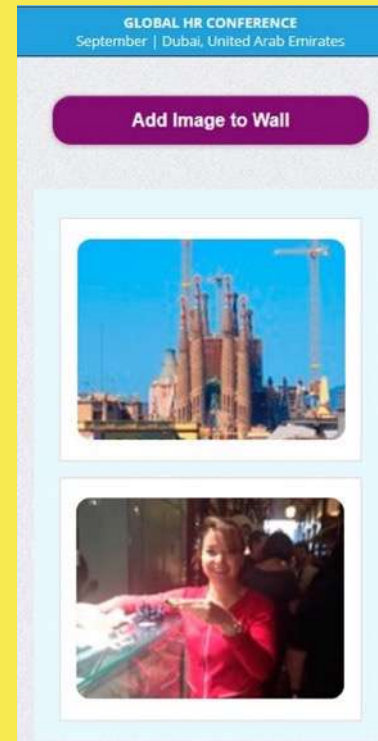 GLOBAL HR CONFERENCE
September | Dubai, United Arab Emirates
Add Image to Wall